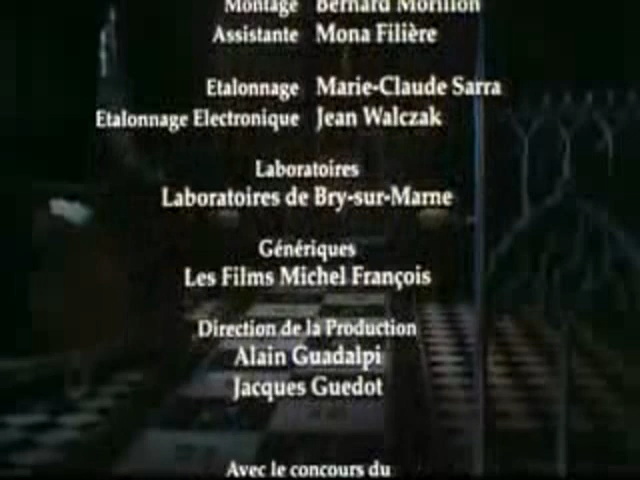 Montage Bernard Morillon
Assistante Mona Filière
Etalonnage Marie-Claude Sarra
Etalonnage Electronique Jean Walczak
Laboratoires
Laboratoires de Bry-sur-Marne
Génériques
Les Films Michel François
Direction de la Production
Alain Guadalpi
Jacques Guedot
Avec le concours du